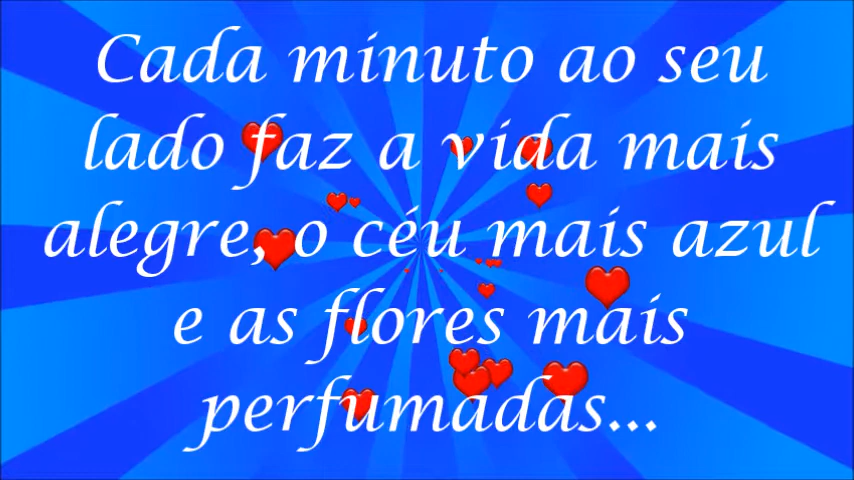 Cada minuto ao seu
lado faz a vida mais
alegre, o céu mais azul
e as flores mais
perfumadas...